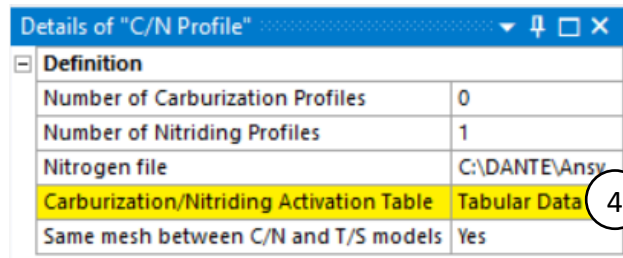 Details of "C/N Profile"
Definition
Number of Carburization Profiles 0
Number of Nitriding Profiles 1
Nitrogen file C:\DANTE\Ansy
Carburization/Nitriding Activation Table Tabular Data 4
Same mesh between C/N and T/S models Yes